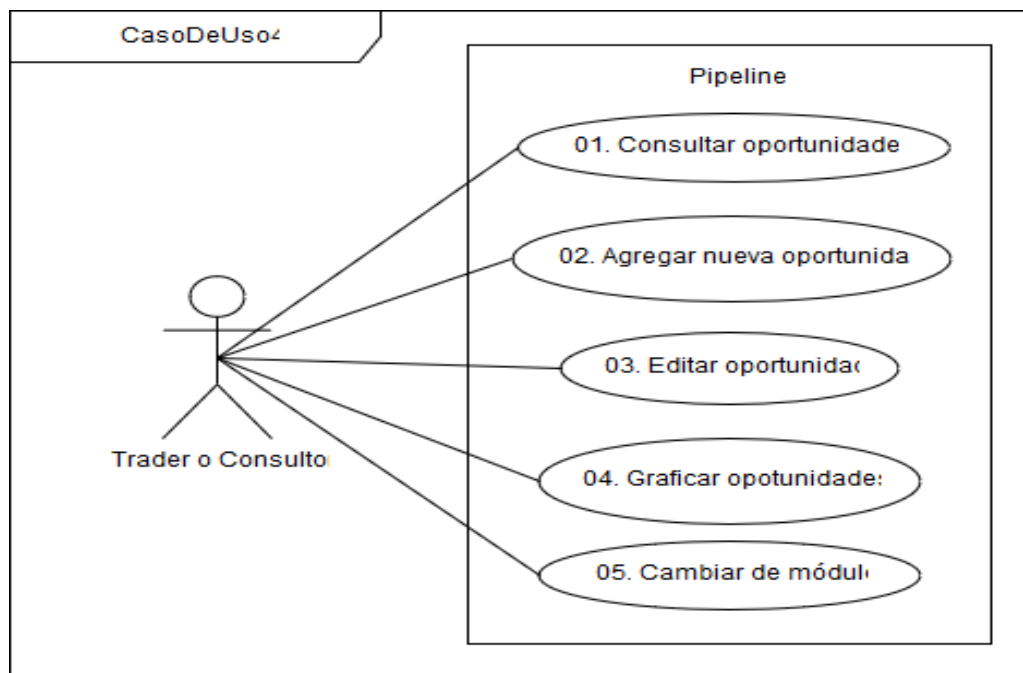 CasoDeUso4
Pipeline
01. Consultar oportunidade
02. Agregar nueva oportunida
03. Editar oportunidad
04. Graficar opotunidades
05. Cambiar de módulo
Trader o Consultor